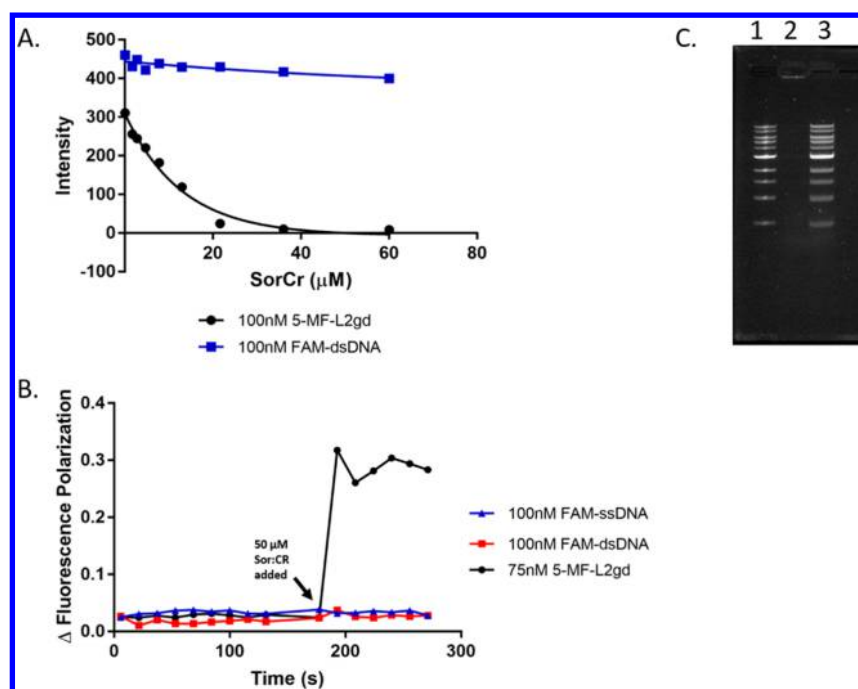 A.
500
400
300
200
100
0
-100
Intensity
0 20 40 60 80
SorCr (μM)
100nM 5-MF-L2gd
100nM FAM-dsDNA
C.
1 2 3
B.
0.4
0.3
0.2
0.1
0.0
Δ Fluorescence Polarization
50 μM
Sor:CR
added
0 100 200 300
Time (s)
100nM FAM-ssDNA
100nM FAM-dsDNA
75nM 5-MF-L2gd